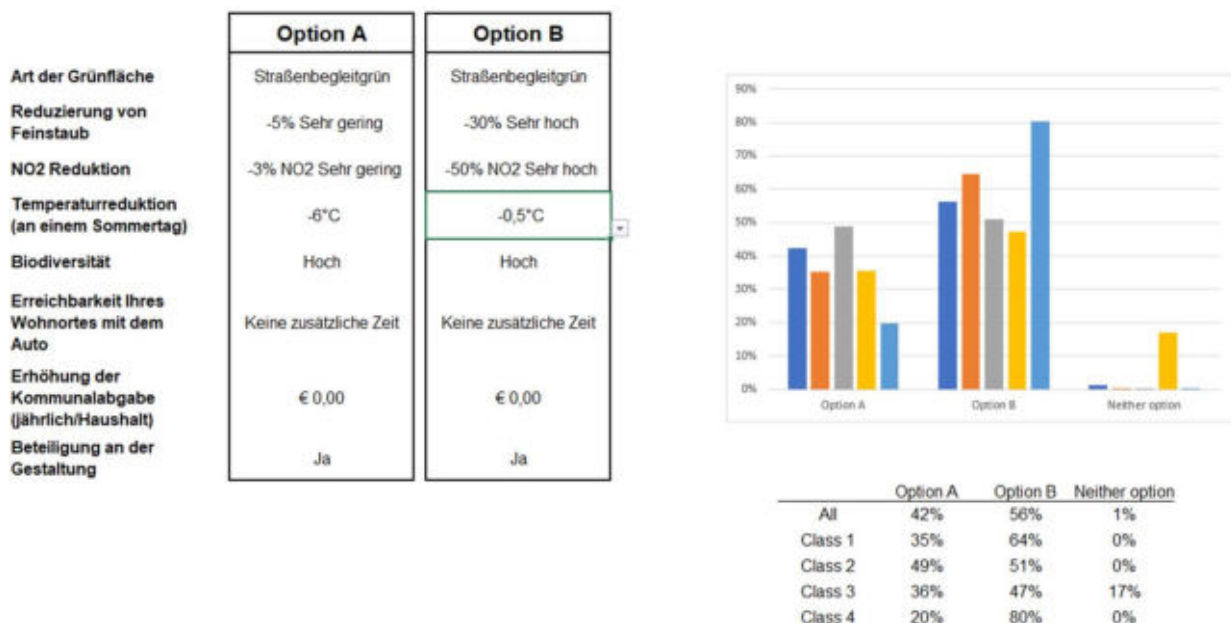 Option A Option B
Art der Grünfläche Straßenbegleitgrün Straßenbegleitgrün
Reduzierung von
Feinstaub -5% Sehr gering -30% Sehr hoch
NO2 Reduktion -3% NO2 Sehr gering -50% NO2 Sehr hoch
Temperaturreduktion
(an einem Sommertag) -6°C -0,5°C
Biodiversität Hoch Hoch
Erreichbarkeit Ihres
Wohnortes mit dem
Auto Keine zusätzliche Zeit Keine zusätzliche Zeit
Erhöhung der
Kommunalabgabe
(jährlich/Haushalt) € 0,00 € 0,00
Beteiligung an der
Gestaltung Ja Ja
90%
80%
70%
60%
50%
40%
30%
20%
10%
0%
Option A Option B Neither option
Option A Option B Neither option
All 42% 56% 1%
Class 1 35% 64% 0%
Class 2 49% 51% 0%
Class 3 36% 47% 17%
Class 4 20% 80% 0%